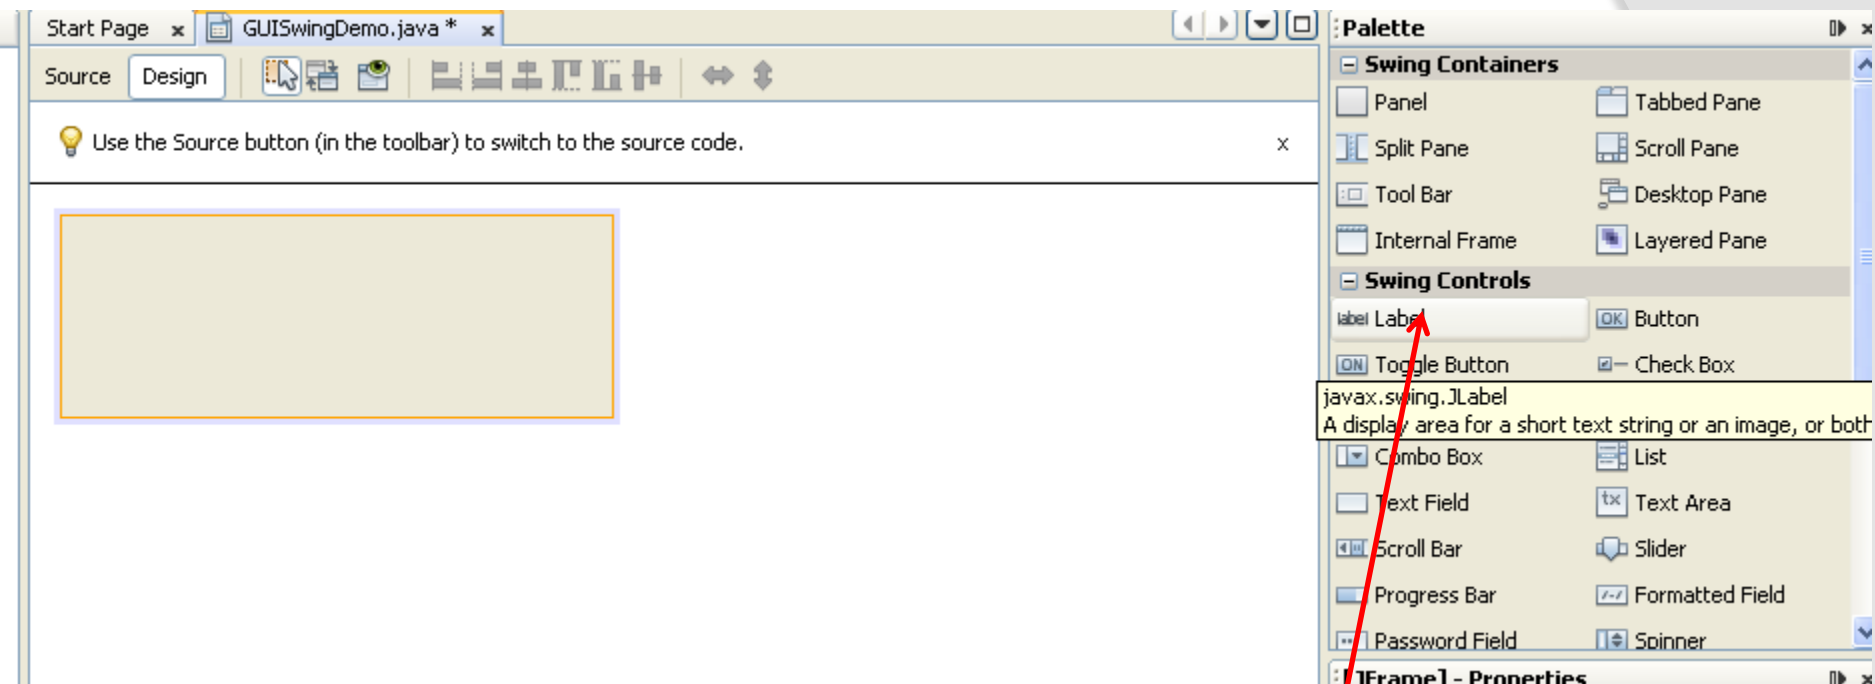 Start Page x GUISwingDemo.java * x
Source Design
Use the Source button (in the toolbar) to switch to the source code. x
Palette x
Swing Containers
Panel Tabbed Pane
Split Pane Scroll Pane
Tool Bar Desktop Pane
Internal Frame Layered Pane
Swing Controls
label Label OK Button
ON Toggle Button Check Box
javax.swing.JLabel
A display area for a short text string or an image, or both
Combo Box List
Text Field tx Text Area
Scroll Bar Slider
Progress Bar Formatted Field
Password Field Spinner
[JFrame] - Properties x